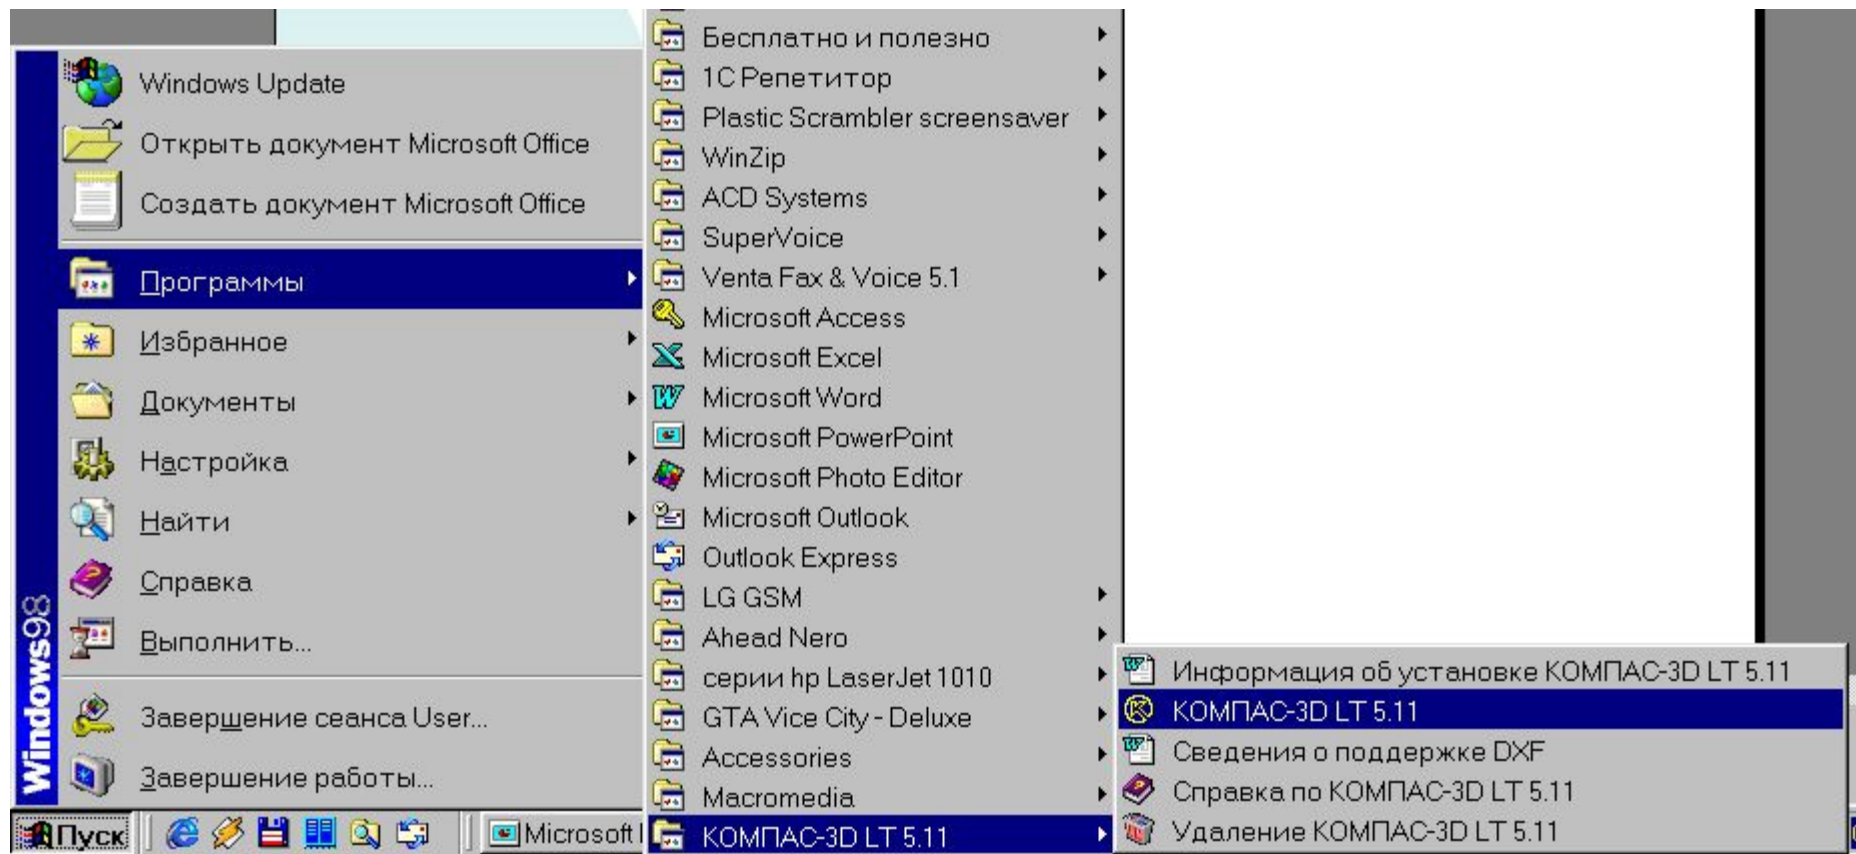 Windows Update
Открыть документ Microsoft Office
Создать документ Microsoft Office
Программы
Избранное
Документы
Настройка
Найти
Справка
Выполнить...
Завершение сеанса User...
Завершение работы...
Windows98
Пуск
Microsoft
Бесплатно и полезно
1С Репетитор
Plastic Scrambler screensaver
WinZip
ACD Systems
SuperVoice
Venta Fax & Voice 5.1
Microsoft Access
Microsoft Excel
Microsoft Word
Microsoft PowerPoint
Microsoft Photo Editor
Microsoft Outlook
Outlook Express
LG GSM
Ahead Nero
серии hp LaserJet 1010
GTA Vice City - Deluxe
Accessories
Macromedia
КОМПАС-3D LT 5.11
Информация об установке КОМПАС-3D LT 5.11
КОМПАС-3D LT 5.11
Сведения о поддержке DXF
Справка по КОМПАС-3D LT 5.11
Удаление КОМПАС-3D LT 5.11